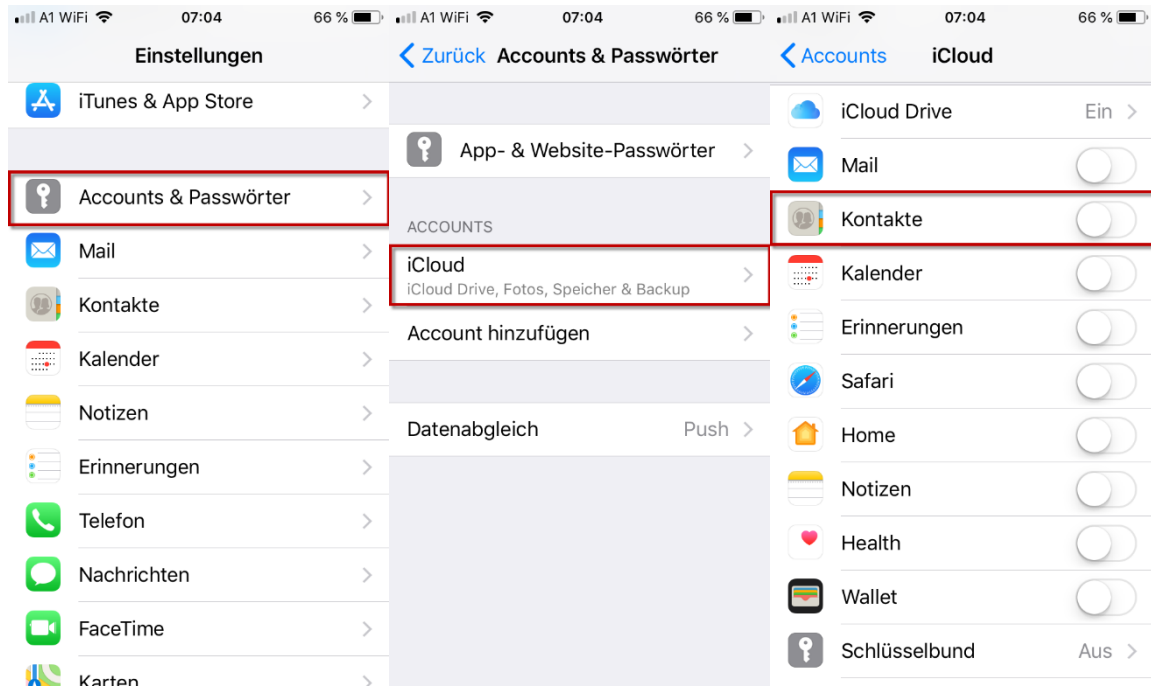 A1 WiFi 07:04 66 %
Einstellungen
iTunes & App Store
Accounts & Passwörter
Mail
Kontakte
Kalender
Notizen
Erinnerungen
Telefon
Nachrichten
FaceTime
Karten
A1 WiFi 07:04 66 %
Zurück Accounts & Passwörter
App- & Website-Passwörter
ACCOUNTS
iCloud
iCloud Drive, Fotos, Speicher & Backup
Account hinzufügen
Datenabgleich Push
A1 WiFi 07:04 66 %
Accounts iCloud
iCloud Drive Ein
Mail
Kontakte
Kalender
Erinnerungen
Safari
Home
Notizen
Health
Wallet
Schlüsselbund Aus